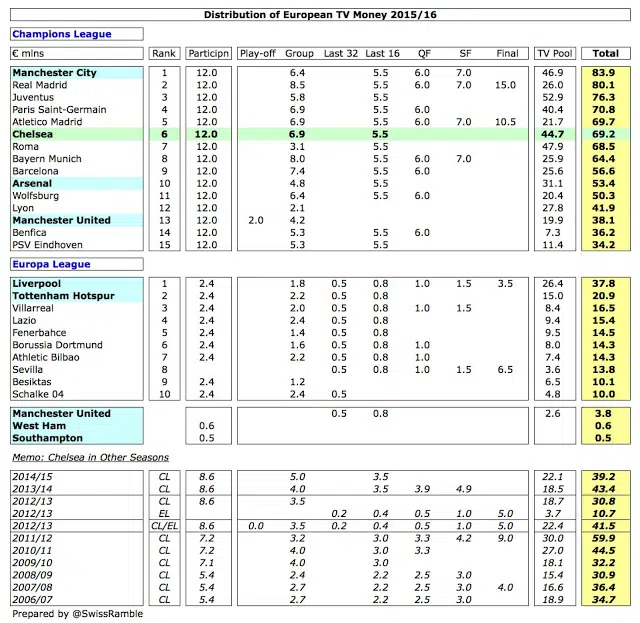 Distribution of European TV Money 2015/16
Champions League
€ mlns Rank Participn Play-off Group Last 32 Last 16 QF SF Final TV Pool Total
Manchester City 1 12.0 6.4 5.5 6.0 7.0 46.9 83.9
Real Madrid 2 12.0 8.5 5.5 6.0 7.0 15.0 26.0 80.1
Juventus 3 12.0 5.8 5.5 52.9 76.3
Paris Saint-Germain 4 12.0 6.9 5.5 6.0 40.4 70.8
Atletico Madrid 5 12.0 6.9 5.5 6.0 7.0 10.5 21.7 69.7
Chelsea 6 12.0 6.9 5.5 44.7 69.2
Roma 7 12.0 3.1 5.5 47.9 68.5
Bayern Munich 8 12.0 8.0 5.5 6.0 7.0 25.9 64.4
Barcelona 9 12.0 7.4 5.5 6.0 25.6 56.6
Arsenal 10 12.0 4.8 5.5 31.1 53.4
Wolfsburg 11 12.0 6.4 5.5 6.0 20.4 50.3
Lyon 12 12.0 2.1 27.8 41.9
Manchester United 13 12.0 2.0 4.2 19.9 38.1
Benfica 14 12.0 5.3 5.5 6.0 7.3 36.2
PSV Eindhoven 15 12.0 5.3 5.5 11.4 34.2
Europa League
Liverpool 1 2.4 1.8 0.5 0.8 1.0 1.5 3.5 26.4 37.8
Tottenham Hotspur 2 2.4 2.2 0.5 0.8 15.0 20.9
Villarreal 3 2.4 2.0 0.5 0.8 1.0 1.5 8.4 16.5
Lazio 4 2.4 2.4 0.5 0.8 9.4 15.4
Fenerbahce 5 2.4 1.4 0.5 0.8 9.5 14.5
Borussia Dortmund 6 2.4 1.6 0.5 0.8 1.0 8.0 14.3
Athletic Bilbao 7 2.4 2.2 0.5 0.8 1.0 7.4 14.3
Sevilla 8 0.5 0.8 1.0 1.5 6.5 3.6 13.8
Besiktas 9 2.4 1.2 6.5 10.1
Schalke 04 10 2.4 2.4 0.5 4.8 10.0
Manchester United 0.5 0.8 2.6 3.8
West Ham 0.6 0.6
Southampton 0.5 0.5
Memo: Chelsea in Other Seasons
2014/15 CL 8.6 5.0 3.5 22.1 39.2
2013/14 CL 8.6 4.0 3.5 3.9 4.9 18.5 43.4
2012/13 CL 8.6 3.5 18.7 30.8
2012/13 EL 0.2 0.4 0.5 1.0 5.0 3.7 10.7
2012/13 CL/EL 8.6 0.0 3.5 0.2 0.4 0.5 1.0 5.0 22.4 41.5
2011/12 CL 7.2 3.2 3.0 3.3 4.2 9.0 30.0 59.9
2010/11 CL 7.2 4.0 3.0 3.3 27.0 44.5
2009/10 CL 7.1 4.0 3.0 18.1 32.2
2008/09 CL 5.4 2.4 2.2 2.5 3.0 15.4 30.9
2007/08 CL 5.4 2.7 2.2 2.5 3.0 4.0 16.6 36.4
2006/07 CL 5.4 2.7 2.2 2.5 3.0 18.9 34.7
Prepared by @SwissRamble